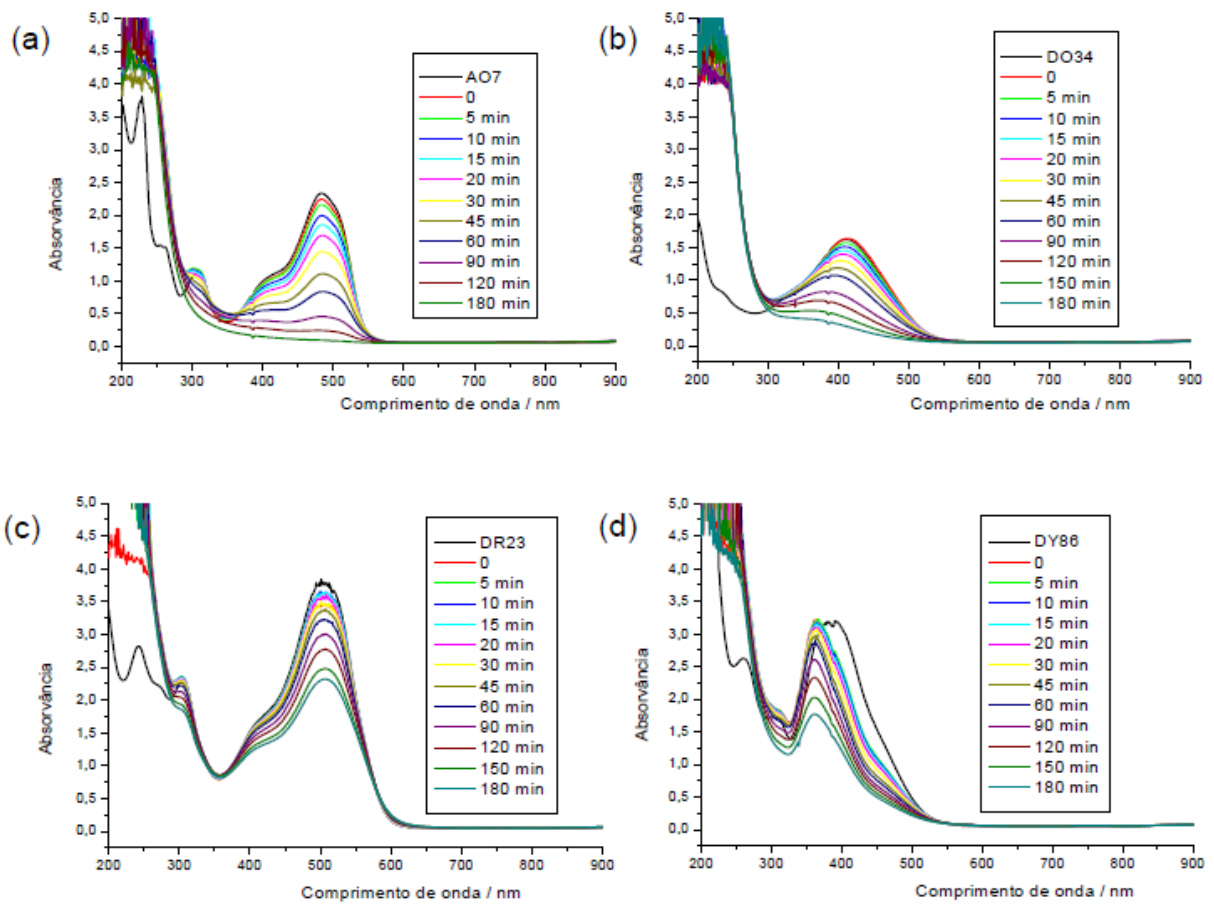 (a)
Absorvância
5,0
4,5
4,0
3,5
3,0
2,5
2,0
1,5
1,0
0,5
0,0
200 300 400 500 600 700 800 900
Comprimento de onda / nm
AO7
0
5 min
10 min
15 min
20 min
30 min
45 min
60 min
90 min
120 min
180 min
(b)
Absorvância
5,0
4,5
4,0
3,5
3,0
2,5
2,0
1,5
1,0
0,5
0,0
200 300 400 500 600 700 800 900
Comprimento de onda / nm
DO34
0
5 min
10 min
15 min
20 min
30 min
45 min
60 min
90 min
120 min
150 min
180 min
(c)
Absorvância
5,0
4,5
4,0
3,5
3,0
2,5
2,0
1,5
1,0
0,5
0,0
200 300 400 500 600 700 800 900
Comprimento de onda / nm
DR23
0
5 min
10 min
15 min
20 min
30 min
45 min
60 min
90 min
120 min
150 min
180 min
(d)
Absorvância
5,0
4,5
4,0
3,5
3,0
2,5
2,0
1,5
1,0
0,5
0,0
200 300 400 500 600 700 800 900
Comprimento de onda / nm
DY86
0
5 min
10 min
15 min
20 min
30 min
45 min
60 min
90 min
120 min
150 min
180 min